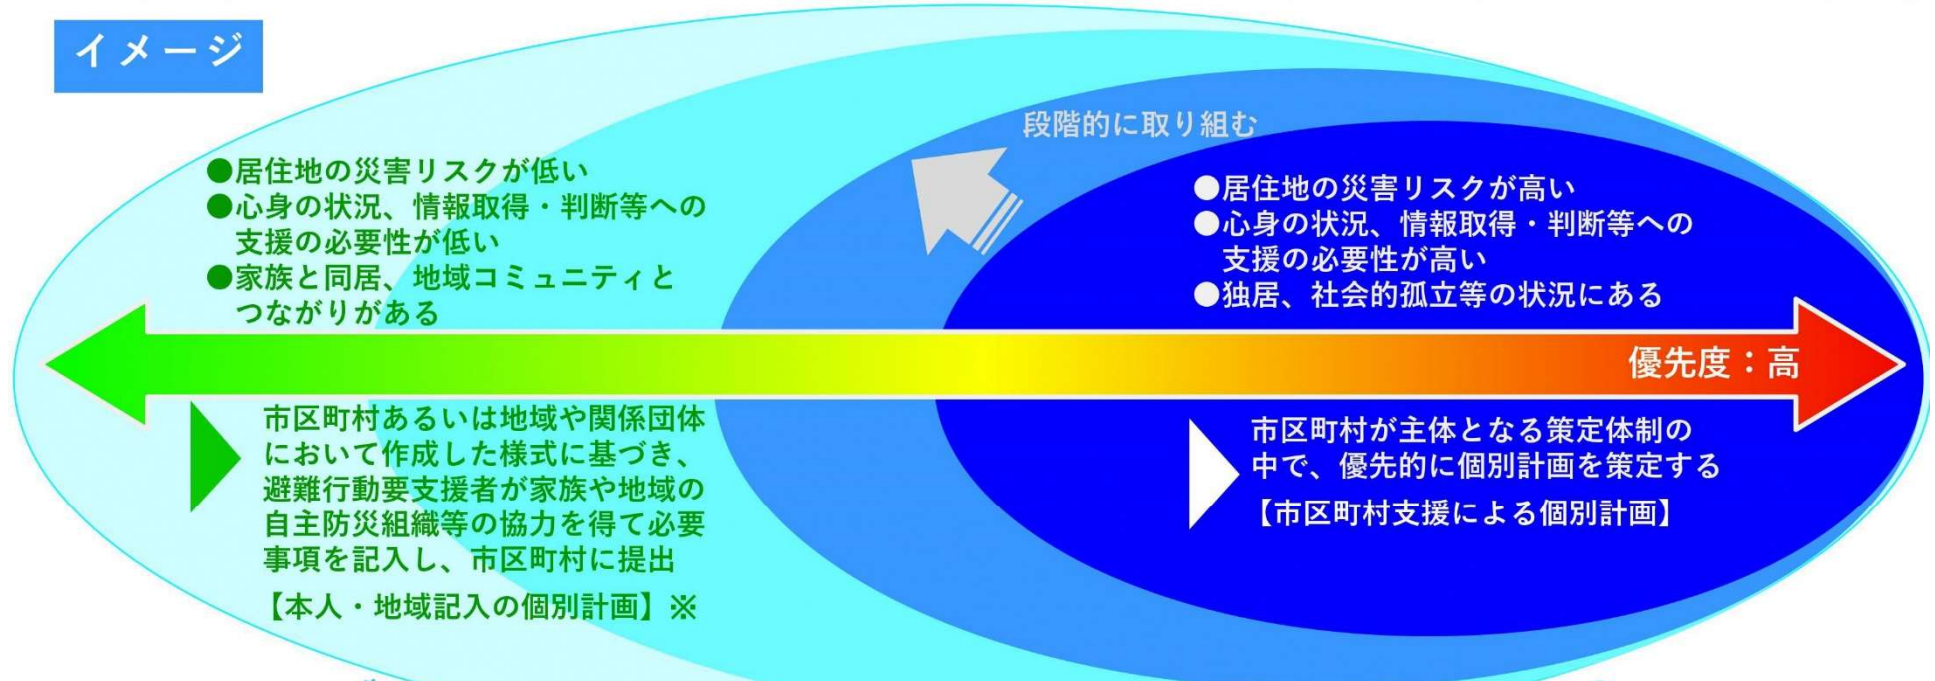 イメージ
段階的に取り組む
●居住地の災害リスクが低い
●心身の状況、情報取得・判断等への
支援の必要性が低い
●家族と同居、地域コミュニティと
つながりがある
●居住地の災害リスクが高い
●心身の状況、情報取得・判断等への
支援の必要性が高い
●独居、社会的孤立等の状況にある
優先度：高
市区町村あるいは地域や関係団体
において作成した様式に基づき、
避難行動要支援者が家族や地域の
自主防災組織等の協力を得て必要
事項を記入し、市区町村に提出
【本人・地域記入の個別計画】※
市区町村が主体となる策定体制の
中で、優先的に個別計画を策定する
【市区町村支援による個別計画】